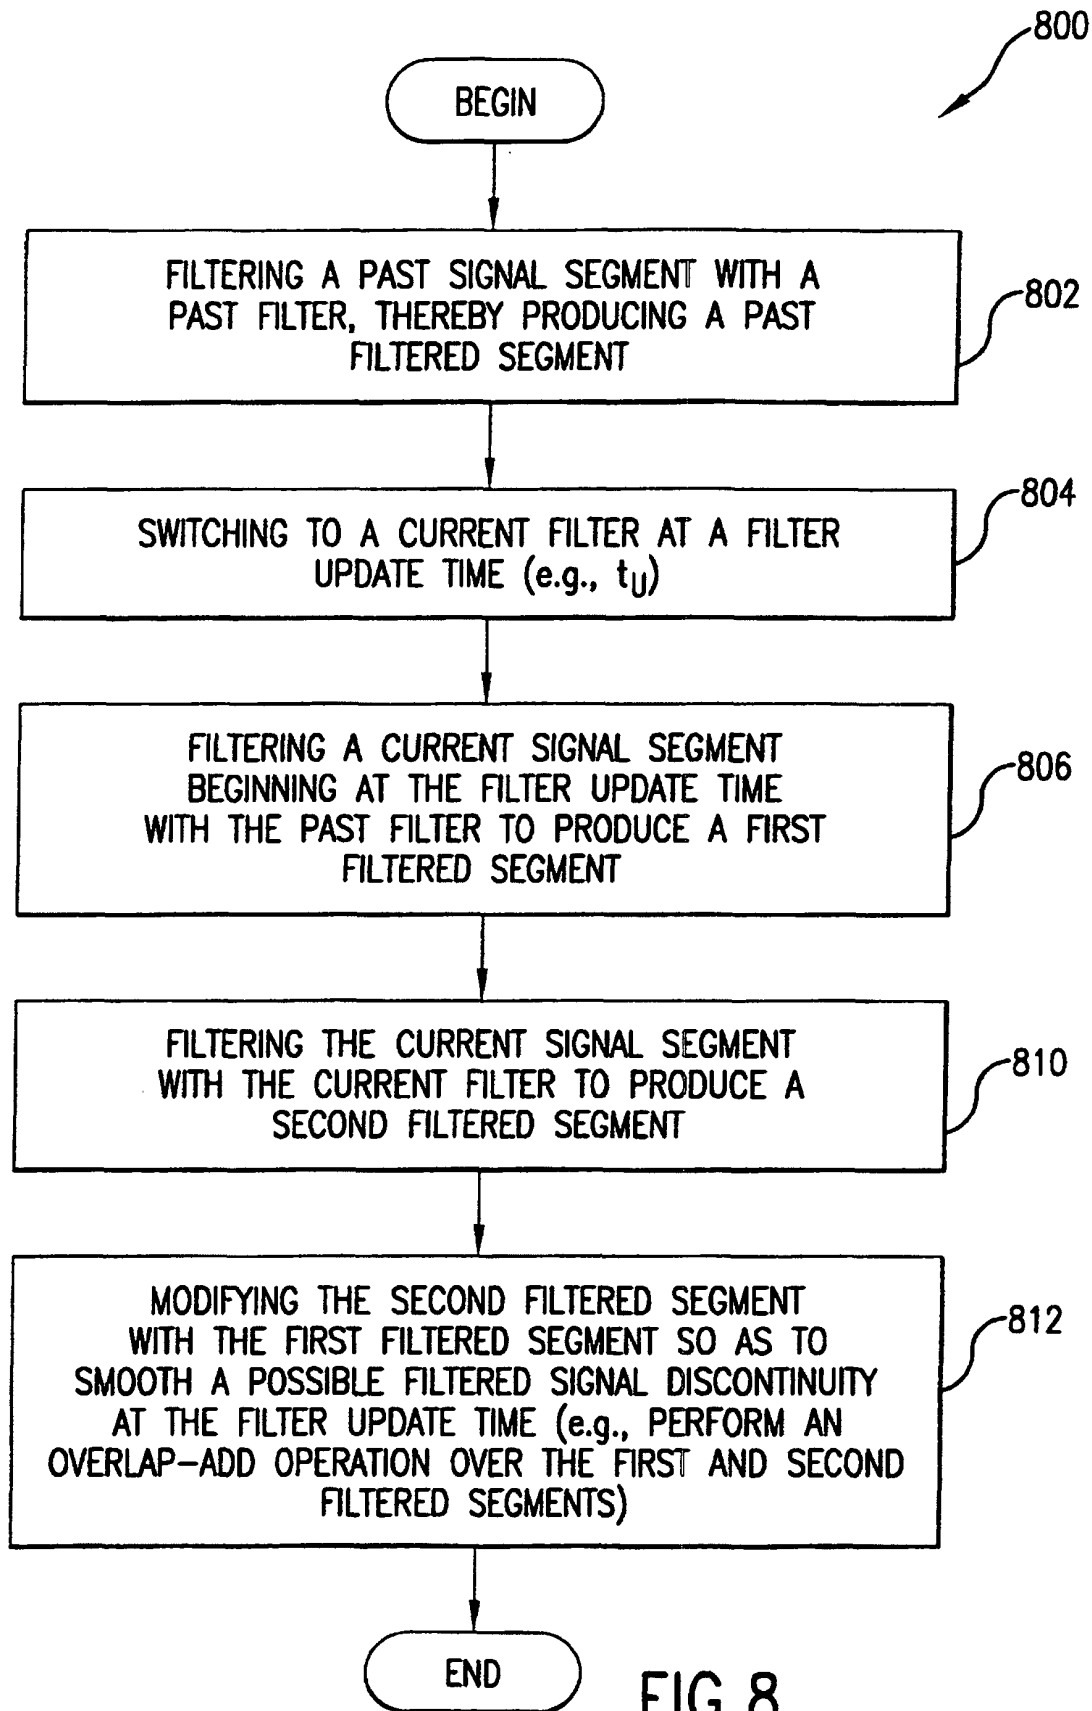 800
BEGIN
FILTERING A PAST SIGNAL SEGMENT WITH A
PAST FILTER, THEREBY PRODUCING A PAST
FILTERED SEGMENT
802
SWITCHING TO A CURRENT FILTER AT A FILTER
UPDATE TIME (e.g., tU)
804
FILTERING A CURRENT SIGNAL SEGMENT
BEGINNING AT THE FILTER UPDATE TIME
WITH THE PAST FILTER TO PRODUCE A FIRST
FILTERED SEGMENT
806
FILTERING THE CURRENT SIGNAL SEGMENT
WITH THE CURRENT FILTER TO PRODUCE A
SECOND FILTERED SEGMENT
810
MODIFYING THE SECOND FILTERED SEGMENT
WITH THE FIRST FILTERED SEGMENT SO AS TO
SMOOTH A POSSIBLE FILTERED SIGNAL DISCONTINUITY
AT THE FILTER UPDATE TIME (e.g., PERFORM AN
OVERLAP-ADD OPERATION OVER THE FIRST AND SECOND
FILTERED SEGMENTS)
812
END
FIG.8